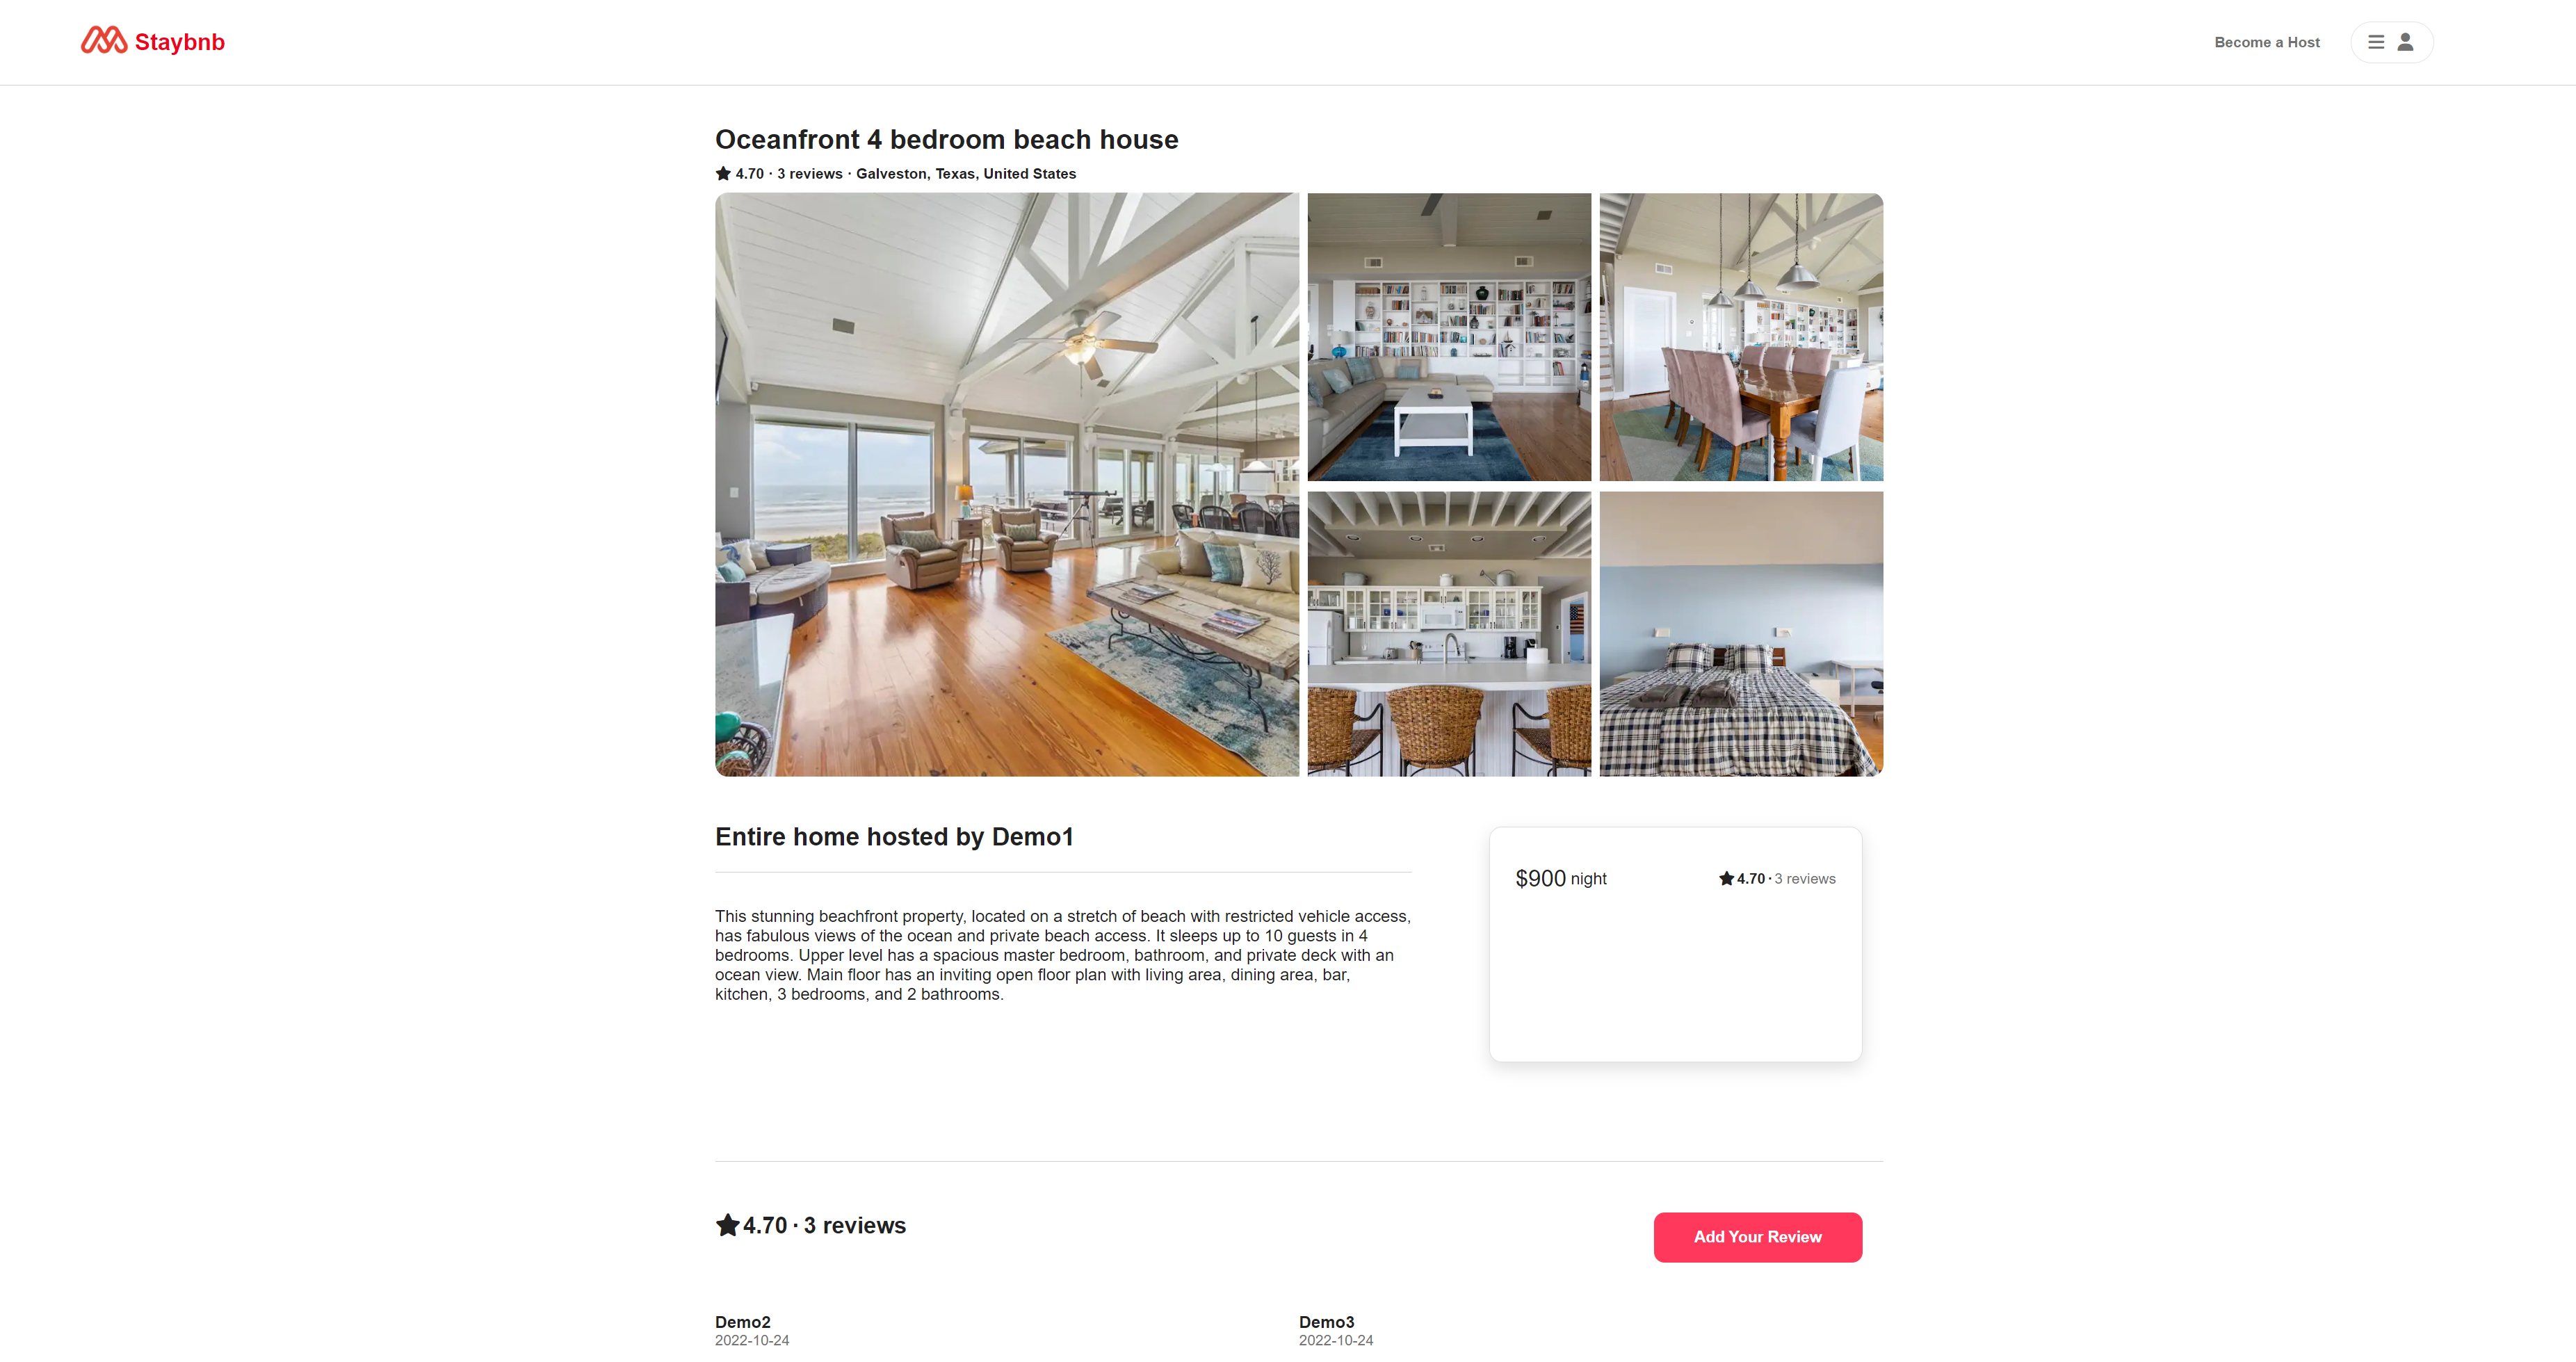 Staybnb
Become a Host
Oceanfront 4 bedroom beach house
4.70 · 3 reviews · Galveston, Texas, United States
Entire home hosted by Demo1
This stunning beachfront property, located on a stretch of beach with restricted vehicle access,
has fabulous views of the ocean and private beach access. It sleeps up to 10 guests in 4
bedrooms. Upper level has a spacious master bedroom, bathroom, and private deck with an
ocean view. Main floor has an inviting open floor plan with living area, dining area, bar,
kitchen, 3 bedrooms, and 2 bathrooms.
$900 night
4.70 · 3 reviews
4.70 · 3 reviews
Add Your Review
Demo2
2022-10-24
Demo3
2022-10-24